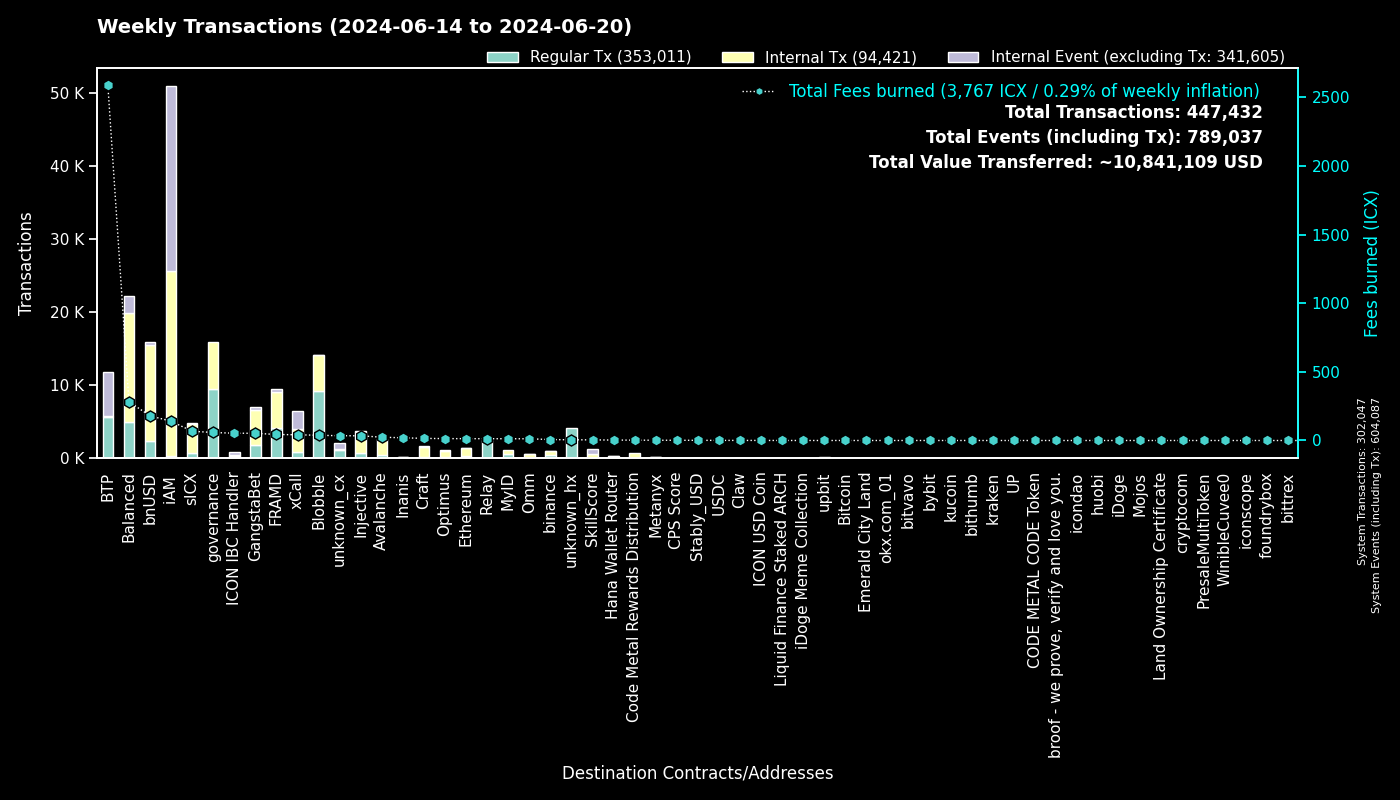 Weekly Transactions (2024-06-14 to 2024-06-20)
Regular Tx (353,011)
Internal Tx (94,421)
Internal Event (excluding Tx: 341,605)
Total Fees burned (3,767 ICX / 0.29% of weekly inflation)
Total Transactions: 447,432
Total Events (including Tx): 789,037
Total Value Transferred: ~10,841,109 USD
Transactions
50 K
40 K
30 K
20 K
10 K
0 K
2500
2000
1500
1000
500
0
Fees burned (ICX)
System Transactions: 302,047
System Events (including Tx): 604,087
BTP
Balanced
bnUSD
iAM
sICX
governance
ICON IBC Handler
GangstaBet
FRAMD
xCall
Blobble
unknown_cx
Injective
Avalanche
Inanis
Craft
Optimus
Ethereum
Relay
MyID
Omm
binance
unknown_hx
SkillScore
Hana Wallet Router
Code Metal Rewards Distribution
Metanyx
CPS Score
Stably_USD
USDC
Claw
ICON USD Coin
Liquid Finance Staked ARCH
iDoge Meme Collection
upbit
Bitcoin
Emerald City Land
okx.com_01
bitvavo
bybit
kucoin
bithumb
kraken
UP
CODE METAL CODE Token
broof - we prove, verify and love you.
icondao
huobi
iDoge
Mojos
Land Ownership Certificate
cryptocom
PresaleMultiToken
WinibleCuvee0
iconscope
foundrybox
bittrex
Destination Contracts/Addresses